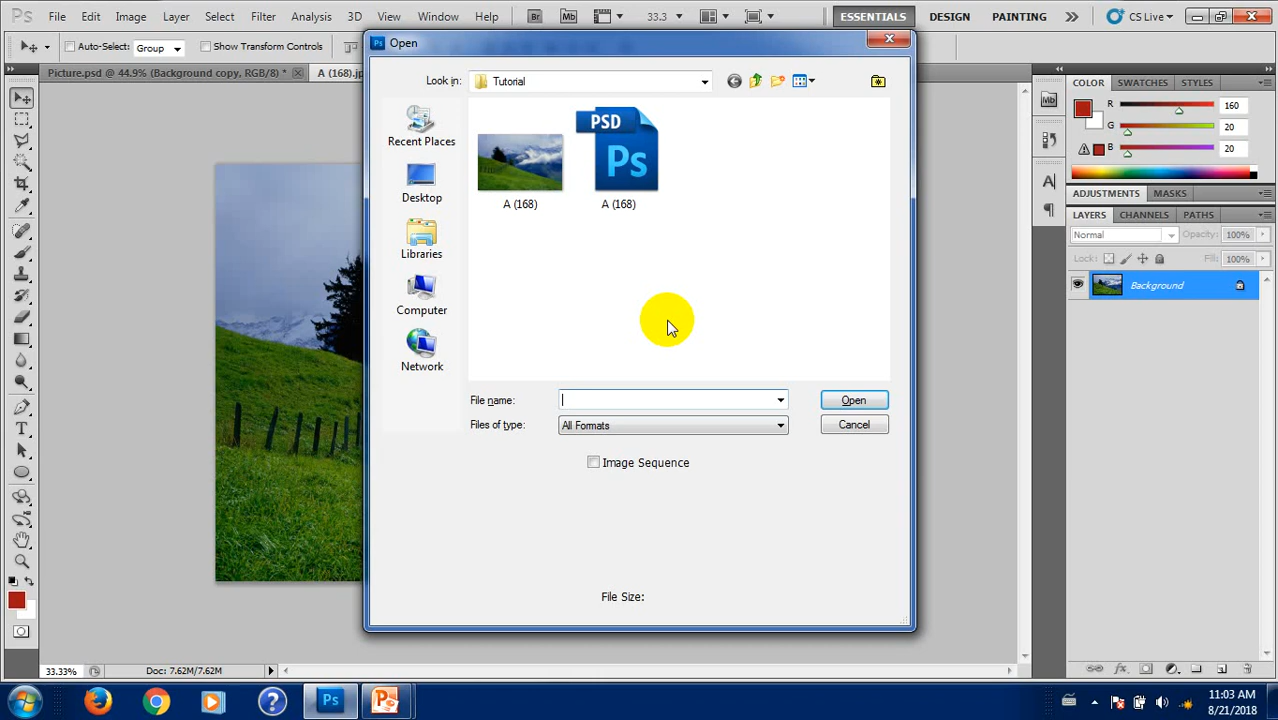 Ps File Edit Image Layer Select Filter Analysis 3D View Window Help Br Mb 33.3 ESSENTIALS DESIGN PAINTING CS Live
Auto-Select: Group Show Transform Controls
Picture.psd @ 44.9% (Background copy, RGB/8) * A (168).jp
Ps Open
Look in: Tutorial
Recent Places
Desktop
Libraries
Computer
Network
A (168)
PSD
Ps
A (168)
File name: Open
Files of type: All Formats Cancel
Image Sequence
File Size:
Mb
COLOR SWATCHES STYLES
R 160
G 20
B 20
ADJUSTMENTS MASKS
LAYERS CHANNELS PATHS
Normal Opacity: 100%
Lock: Fill: 100%
Background
33.33% Doc: 7.62M/7.62M
Ps
11:03 AM
8/21/2018